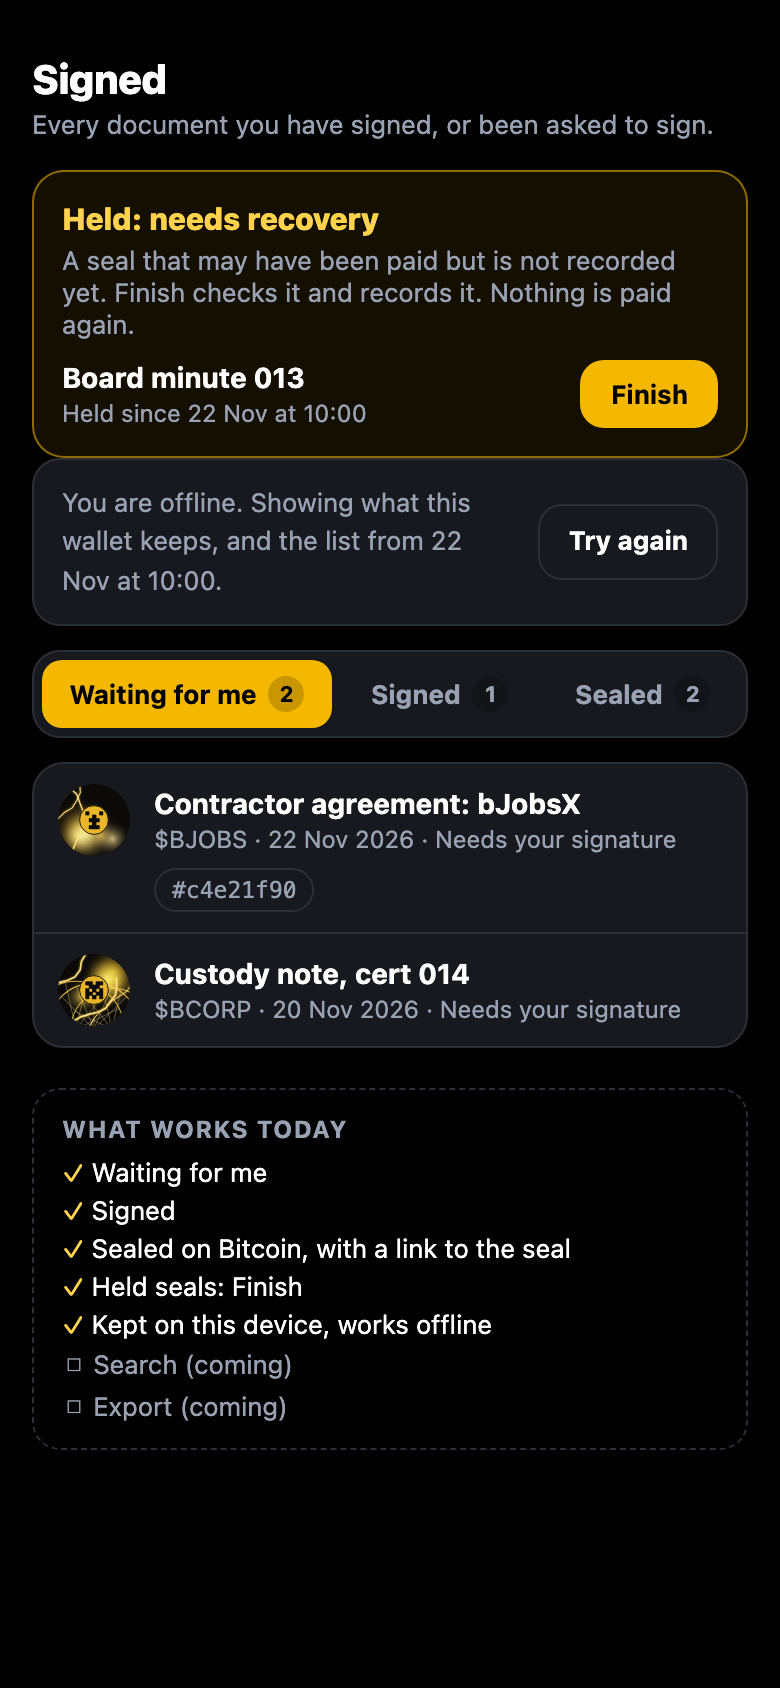 Signed
Every document you have signed, or been asked to sign.
Held: needs recovery
A seal that may have been paid but is not recorded
yet. Finish checks it and records it. Nothing is paid
again.
Board minute 013
Held since 22 Nov at 10:00
Finish
You are offline. Showing what this
wallet keeps, and the list from 22
Nov at 10:00.
Try again
Waiting for me 2
Signed 1
Sealed 2
Contractor agreement: bJobsX
$BJOBS · 22 Nov 2026 · Needs your signature
#c4e21f90
Custody note, cert 014
$BCORP · 20 Nov 2026 · Needs your signature
WHAT WORKS TODAY
✓ Waiting for me
✓ Signed
✓ Sealed on Bitcoin, with a link to the seal
✓ Held seals: Finish
✓ Kept on this device, works offline
☐ Search (coming)
☐ Export (coming)